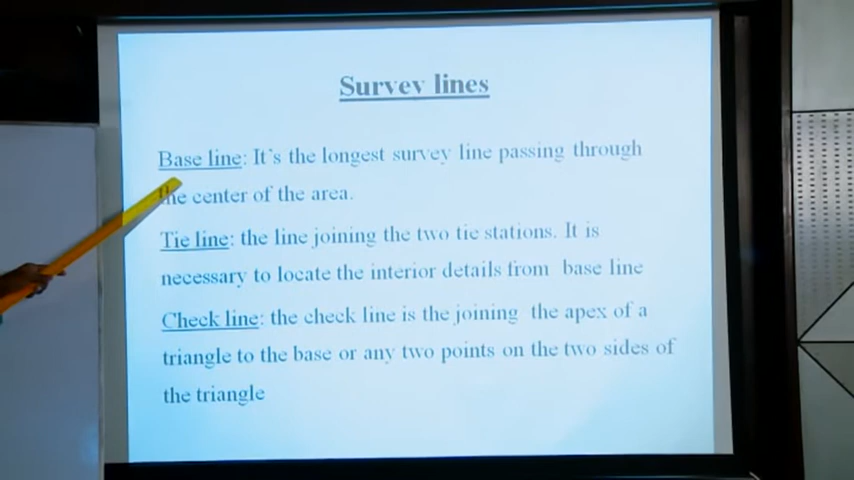 Survey lines
Base line: It's the longest survey line passing through
the center of the area.
Tie line: the line joining the two tie stations. It is
necessary to locate the interior details from base line
Check line: the check line is the joining the apex of a
triangle to the base or any two points on the two sides of
the triangle